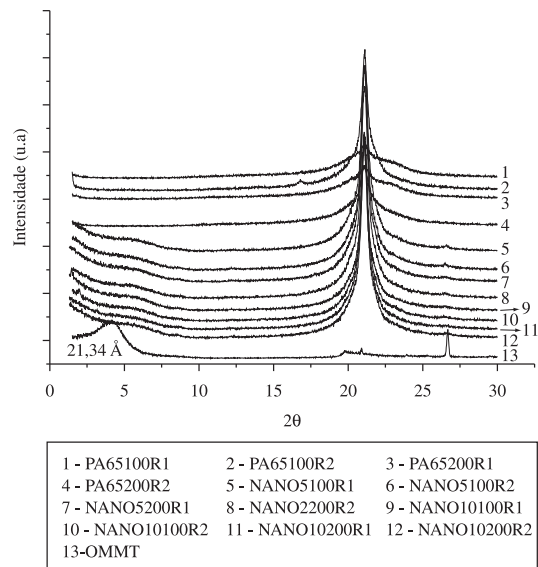 Intensidade (u.a)
1
2
3
4
5
6
7
8
9
10
11
12
13
21,34 Å
0 5 10 15 20 25 30
2θ
1 - PA65100R1 2 - PA65100R2 3 - PA65200R1
4 - PA65200R2 5 - NANO5100R1 6 - NANO5100R2
7 - NANO5200R1 8 - NANO2200R2 9 - NANO10100R1
10 - NANO10100R2 11 - NANO10200R1 12 - NANO10200R2
13-OMMT